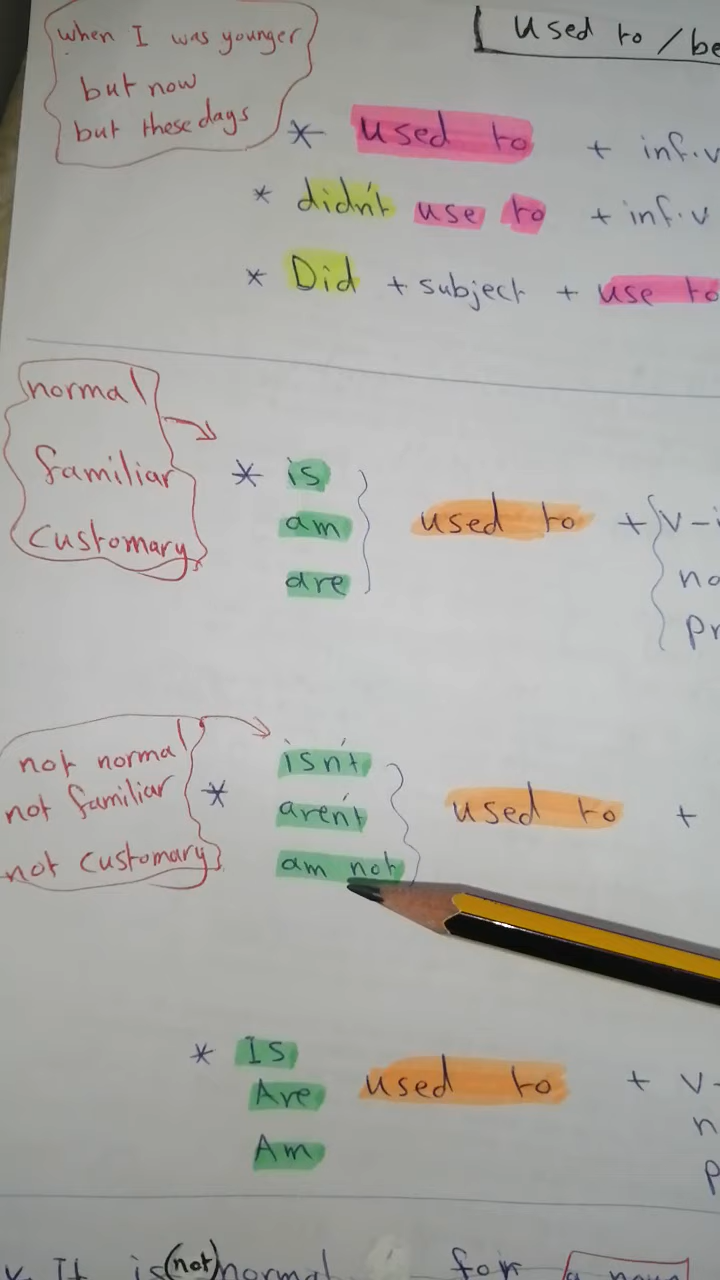 when I was younger
but now
but these days
Used to / be
* used to + inf.v
* didn't use to + inf.v
* Did + subject + use to
normal
familiar
customary
* is
am
are
used to + v-i
no
pr
not normal
not familiar
not customary
* isn't
aren't
am not
used to +
* Is
Are
Am
used to + v-
n
p
It is (not) normal for a